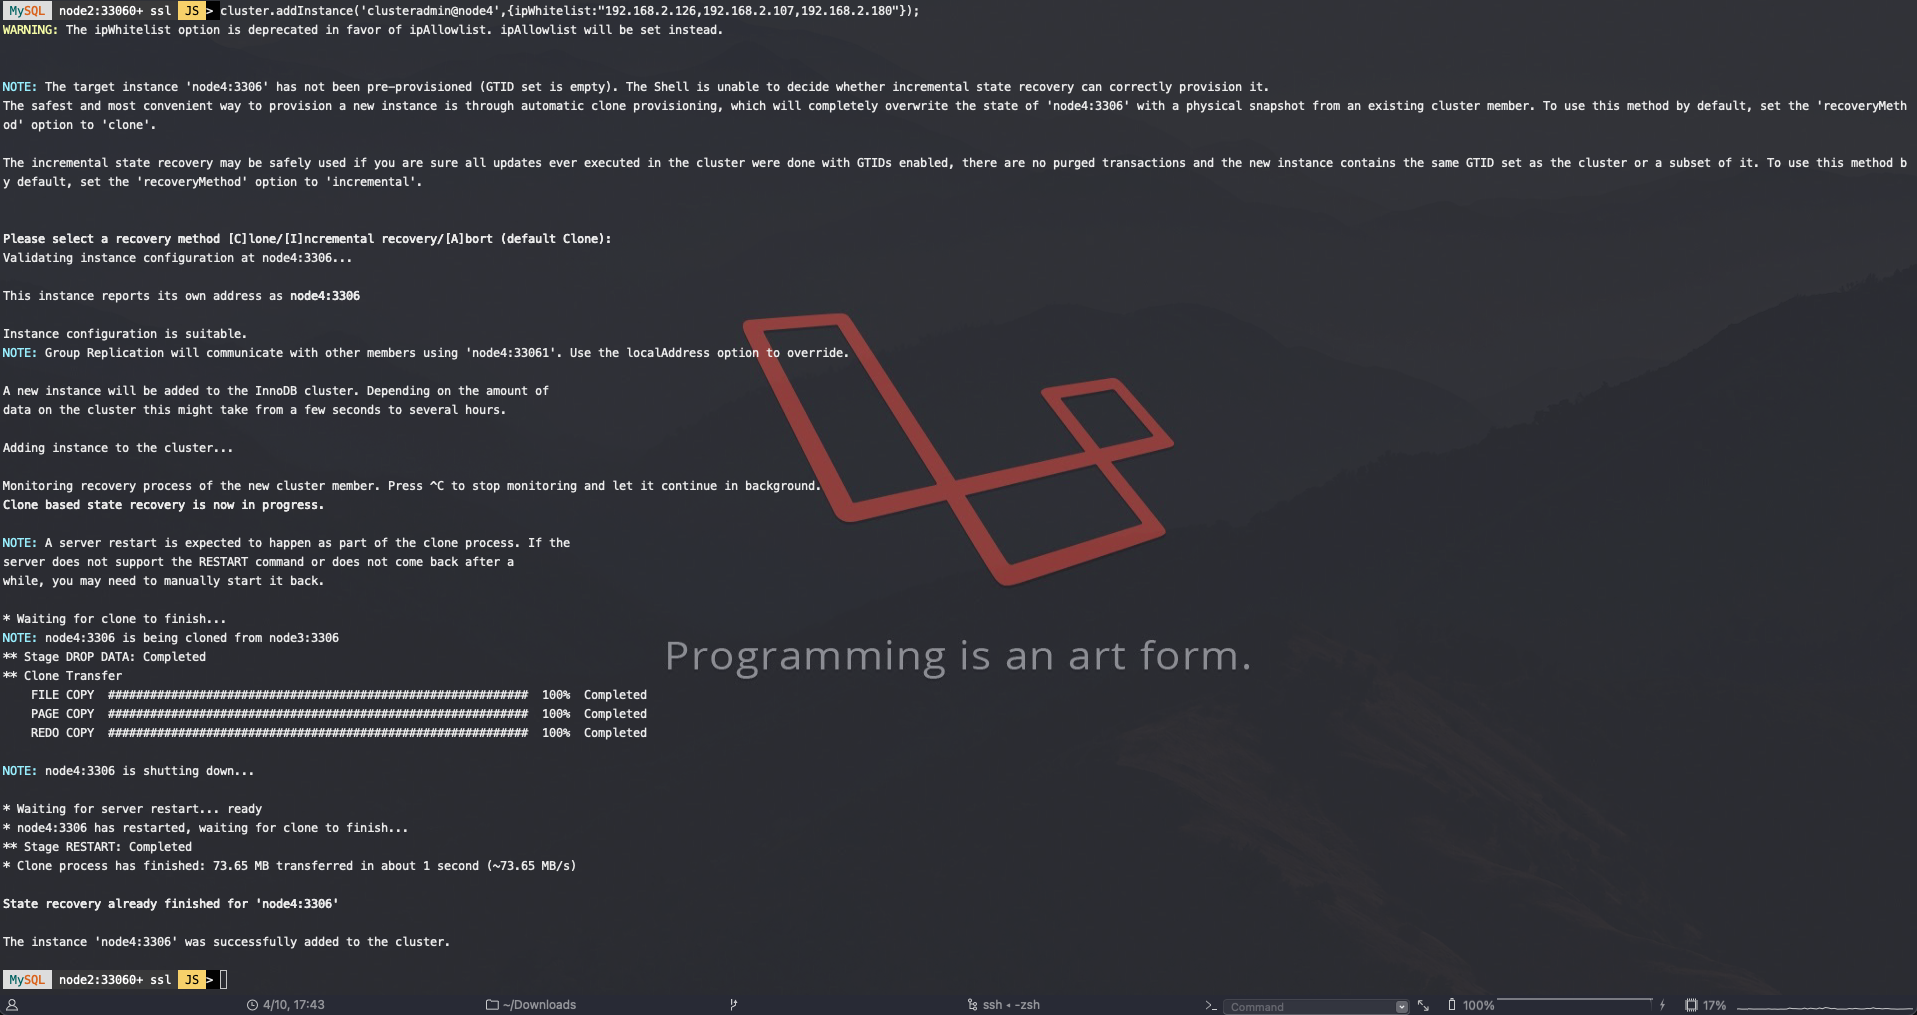 MySQL node2:33060+ ssl JS > cluster.addInstance('clusteradmin@node4',{ipWhitelist:"192.168.2.126,192.168.2.107,192.168.2.180"});
WARNING: The ipWhitelist option is deprecated in favor of ipAllowlist. ipAllowlist will be set instead.
NOTE: The target instance 'node4:3306' has not been pre-provisioned (GTID set is empty). The Shell is unable to decide whether incremental state recovery can correctly provision it.
The safest and most convenient way to provision a new instance is through automatic clone provisioning, which will completely overwrite the state of 'node4:3306' with a physical snapshot from an existing cluster member. To use this method by default, set the 'recoveryMeth
od' option to 'clone'.
The incremental state recovery may be safely used if you are sure all updates ever executed in the cluster were done with GTIDs enabled, there are no purged transactions and the new instance contains the same GTID set as the cluster or a subset of it. To use this method b
y default, set the 'recoveryMethod' option to 'incremental'.
Please select a recovery method [C]lone/[I]ncremental recovery/[A]bort (default Clone):
Validating instance configuration at node4:3306...
This instance reports its own address as node4:3306
Instance configuration is suitable.
NOTE: Group Replication will communicate with other members using 'node4:33061'. Use the localAddress option to override.
A new instance will be added to the InnoDB cluster. Depending on the amount of
data on the cluster this might take from a few seconds to several hours.
Adding instance to the cluster...
Monitoring recovery process of the new cluster member. Press ^C to stop monitoring and let it continue in background.
Clone based state recovery is now in progress.
NOTE: A server restart is expected to happen as part of the clone process. If the
server does not support the RESTART command or does not come back after a
while, you may need to manually start it back.
* Waiting for clone to finish...
NOTE: node4:3306 is being cloned from node3:3306
** Stage DROP DATA: Completed
** Clone Transfer
FILE COPY ############################################################ 100% Completed
PAGE COPY ############################################################ 100% Completed
REDO COPY ############################################################ 100% Completed
NOTE: node4:3306 is shutting down...
* Waiting for server restart... ready
* node4:3306 has restarted, waiting for clone to finish...
** Stage RESTART: Completed
* Clone process has finished: 73.65 MB transferred in about 1 second (~73.65 MB/s)
State recovery already finished for 'node4:3306'
The instance 'node4:3306' was successfully added to the cluster.
MySQL node2:33060+ ssl JS >
Programming is an art form.
4/10, 17:43 ~/Downloads ssh ◂ -zsh Command 100% 17%